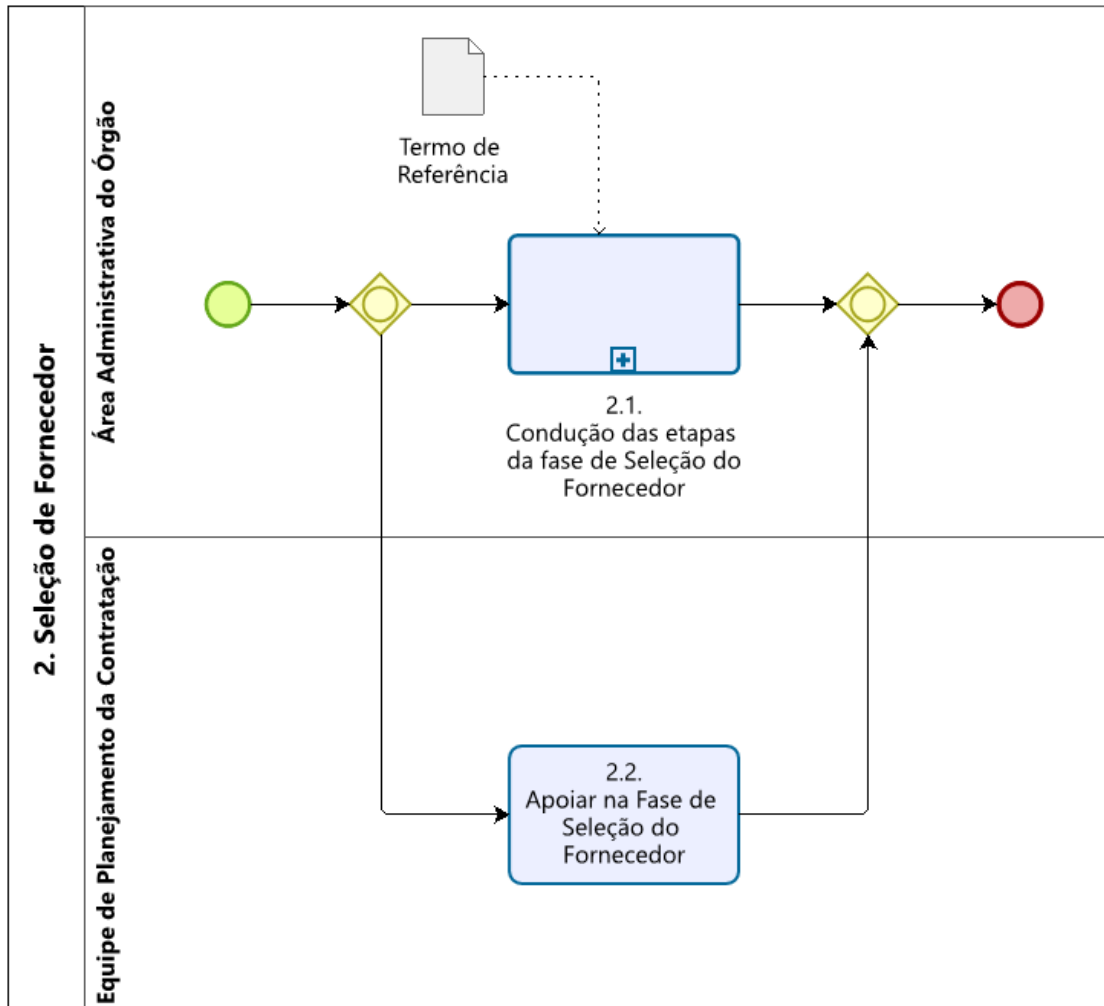 2. Seleção de Fornecedor
Área Administrativa do Órgão
Termo de
Referência
2.1.
Condução das etapas
da fase de Seleção do
Fornecedor
Equipe de Planejamento da Contratação
2.2.
Apoiar na Fase de
Seleção do
Fornecedor